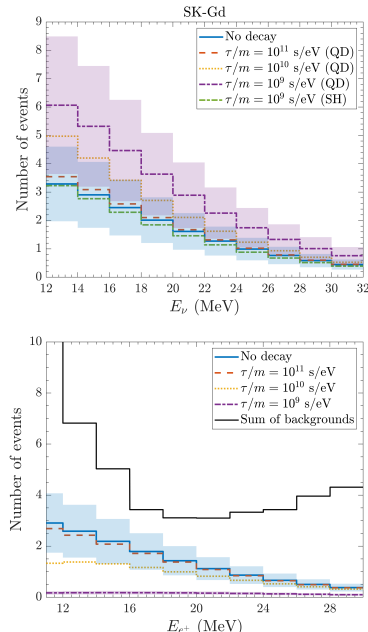 SK-Gd
Number of events
9
8
7
6
5
4
3
2
1
0
No decay
τ/m = 10¹¹ s/eV (QD)
τ/m = 10¹⁰ s/eV (QD)
τ/m = 10⁹ s/eV (QD)
τ/m = 10⁹ s/eV (SH)
12 14 16 18 20 22 24 26 28 30 32
E_ν (MeV)
Number of events
10
8
6
4
2
0
No decay
τ/m = 10¹¹ s/eV
τ/m = 10¹⁰ s/eV
τ/m = 10⁹ s/eV
Sum of backgrounds
12 16 20 24 28
E_{e⁺} (MeV)